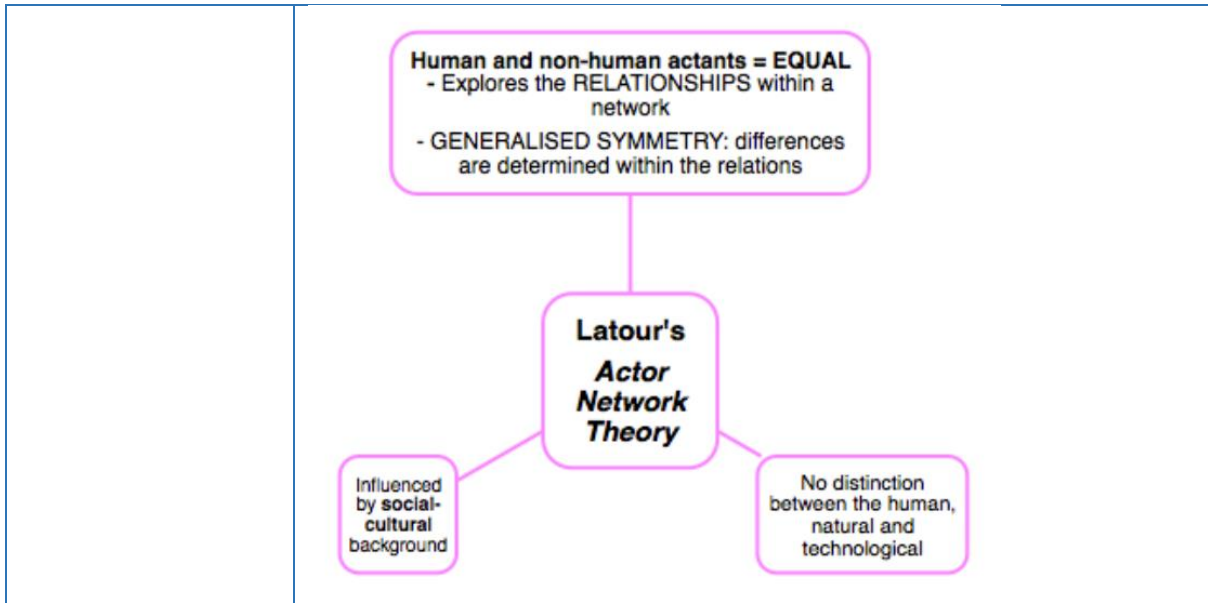 Human and non-human actants = EQUAL
- Explores the RELATIONSHIPS within a
network
- GENERALISED SYMMETRY: differences
are determined within the relations
Latour's
Actor
Network
Theory
Influenced
by social-
cultural
background
No distinction
between the human,
natural and
technological